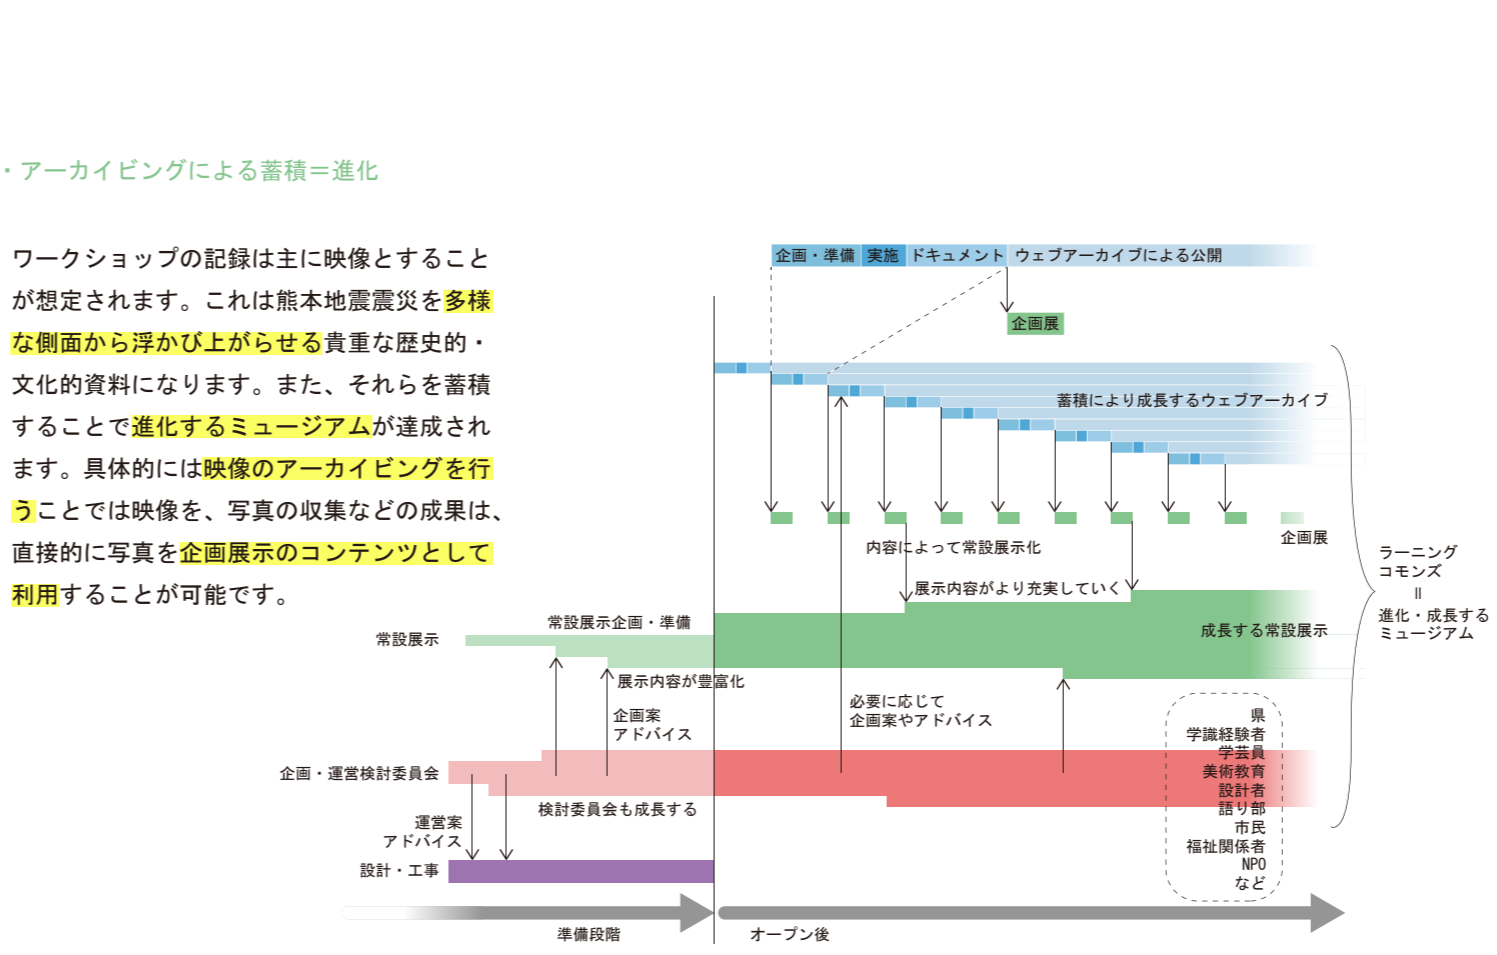 ・アーカイビングによる蓄積＝進化
ワークショップの記録は主に映像とすること
が想定されます。これは熊本地震震災を多様
な側面から浮かび上がらせる貴重な歴史的・
文化的資料になります。また、それらを蓄積
することで進化するミュージアムが達成され
ます。具体的には映像のアーカイビングを行
うことでは映像を、写真の収集などの成果は、
直接的に写真を企画展示のコンテンツとして
利用することが可能です。
企画・準備 実施 ドキュメント ウェブアーカイブによる公開
企画展
蓄積により成長するウェブアーカイブ
企画展
内容によって常設展示化
展示内容がより充実していく
常設展示企画・準備
常設展示
成長する常設展示
展示内容が豊富化
企画案
アドバイス
必要に応じて
企画案やアドバイス
企画・運営検討委員会
検討委員会も成長する
運営案
アドバイス
設計・工事
県
学識経験者
学芸員
美術教育
設計者
語り部
市民
福祉関係者
NPO
など
ラーニング
コモンズ
＝
進化・成長する
ミュージアム
準備段階
オープン後